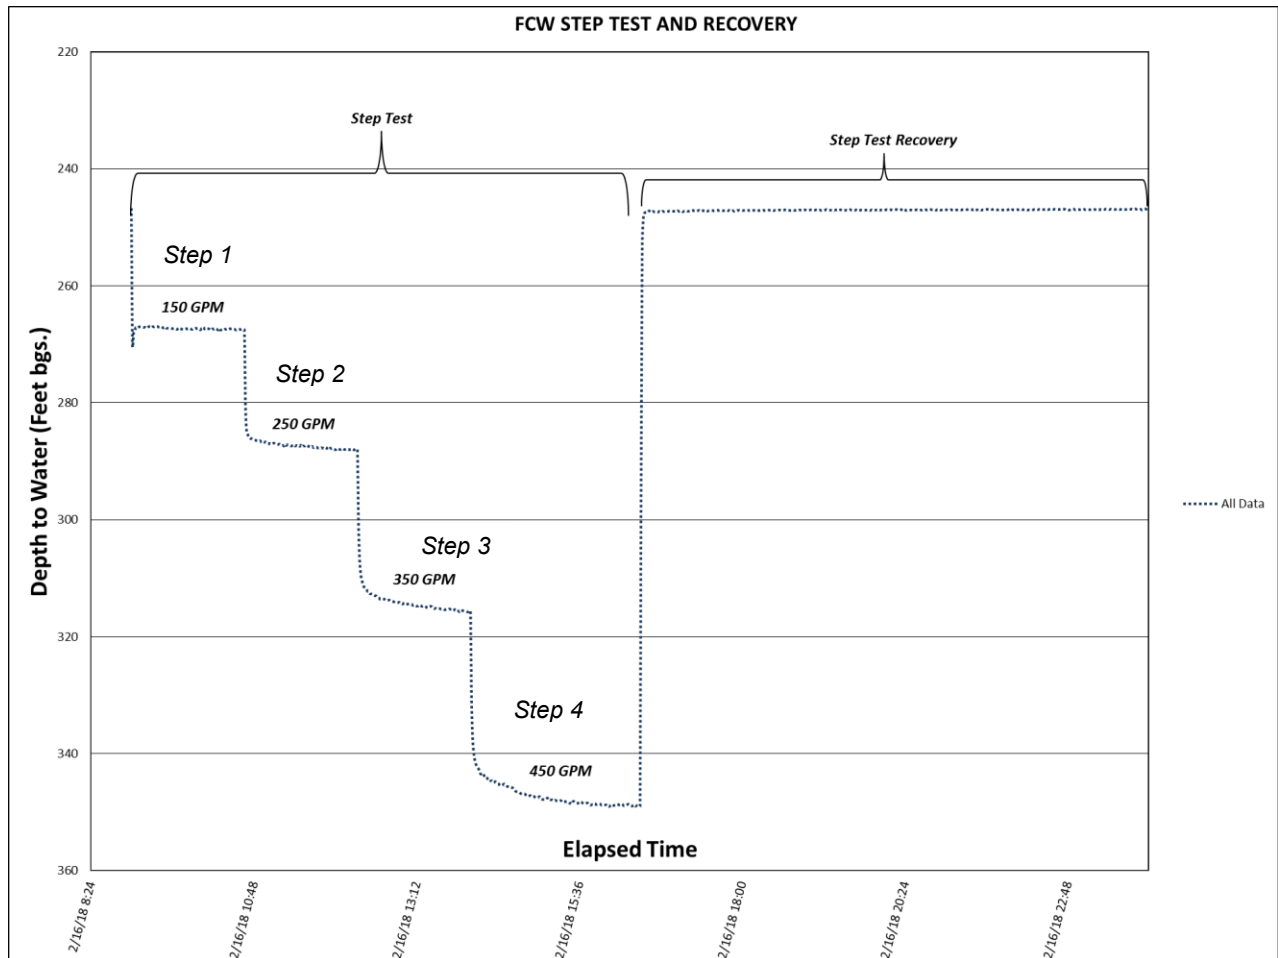 FCW STEP TEST AND RECOVERY
220
240
260
280
300
320
340
360
Depth to Water (Feet bgs.)
Step Test
Step Test Recovery
Step 1
150 GPM
Step 2
250 GPM
Step 3
350 GPM
Step 4
450 GPM
All Data
Elapsed Time
2/16/18 8:24
2/16/18 10:48
2/16/18 13:12
2/16/18 15:36
2/16/18 18:00
2/16/18 20:24
2/16/18 22:48